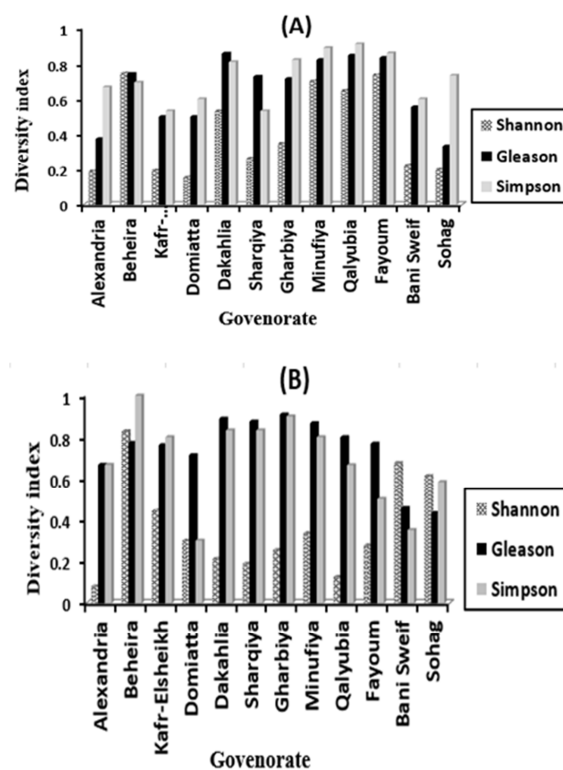 (A)
1
0.8
0.6
0.4
0.2
0
Diversity index
Alexandria
Beheira
Kafr-...
Domiatta
Dakahlia
Sharqiya
Gharbiya
Minufiya
Qalyubia
Fayoum
Bani Sweif
Sohag
Govenorate
Shannon
Gleason
Simpson
(B)
1
0.8
0.6
0.4
0.2
0
Diversity index
Alexandria
Beheira
Kafr-Elsheikh
Domiatta
Dakahlia
Sharqiya
Gharbiya
Minufiya
Qalyubia
Fayoum
Bani Sweif
Sohag
Govenorate
Shannon
Gleason
Simpson